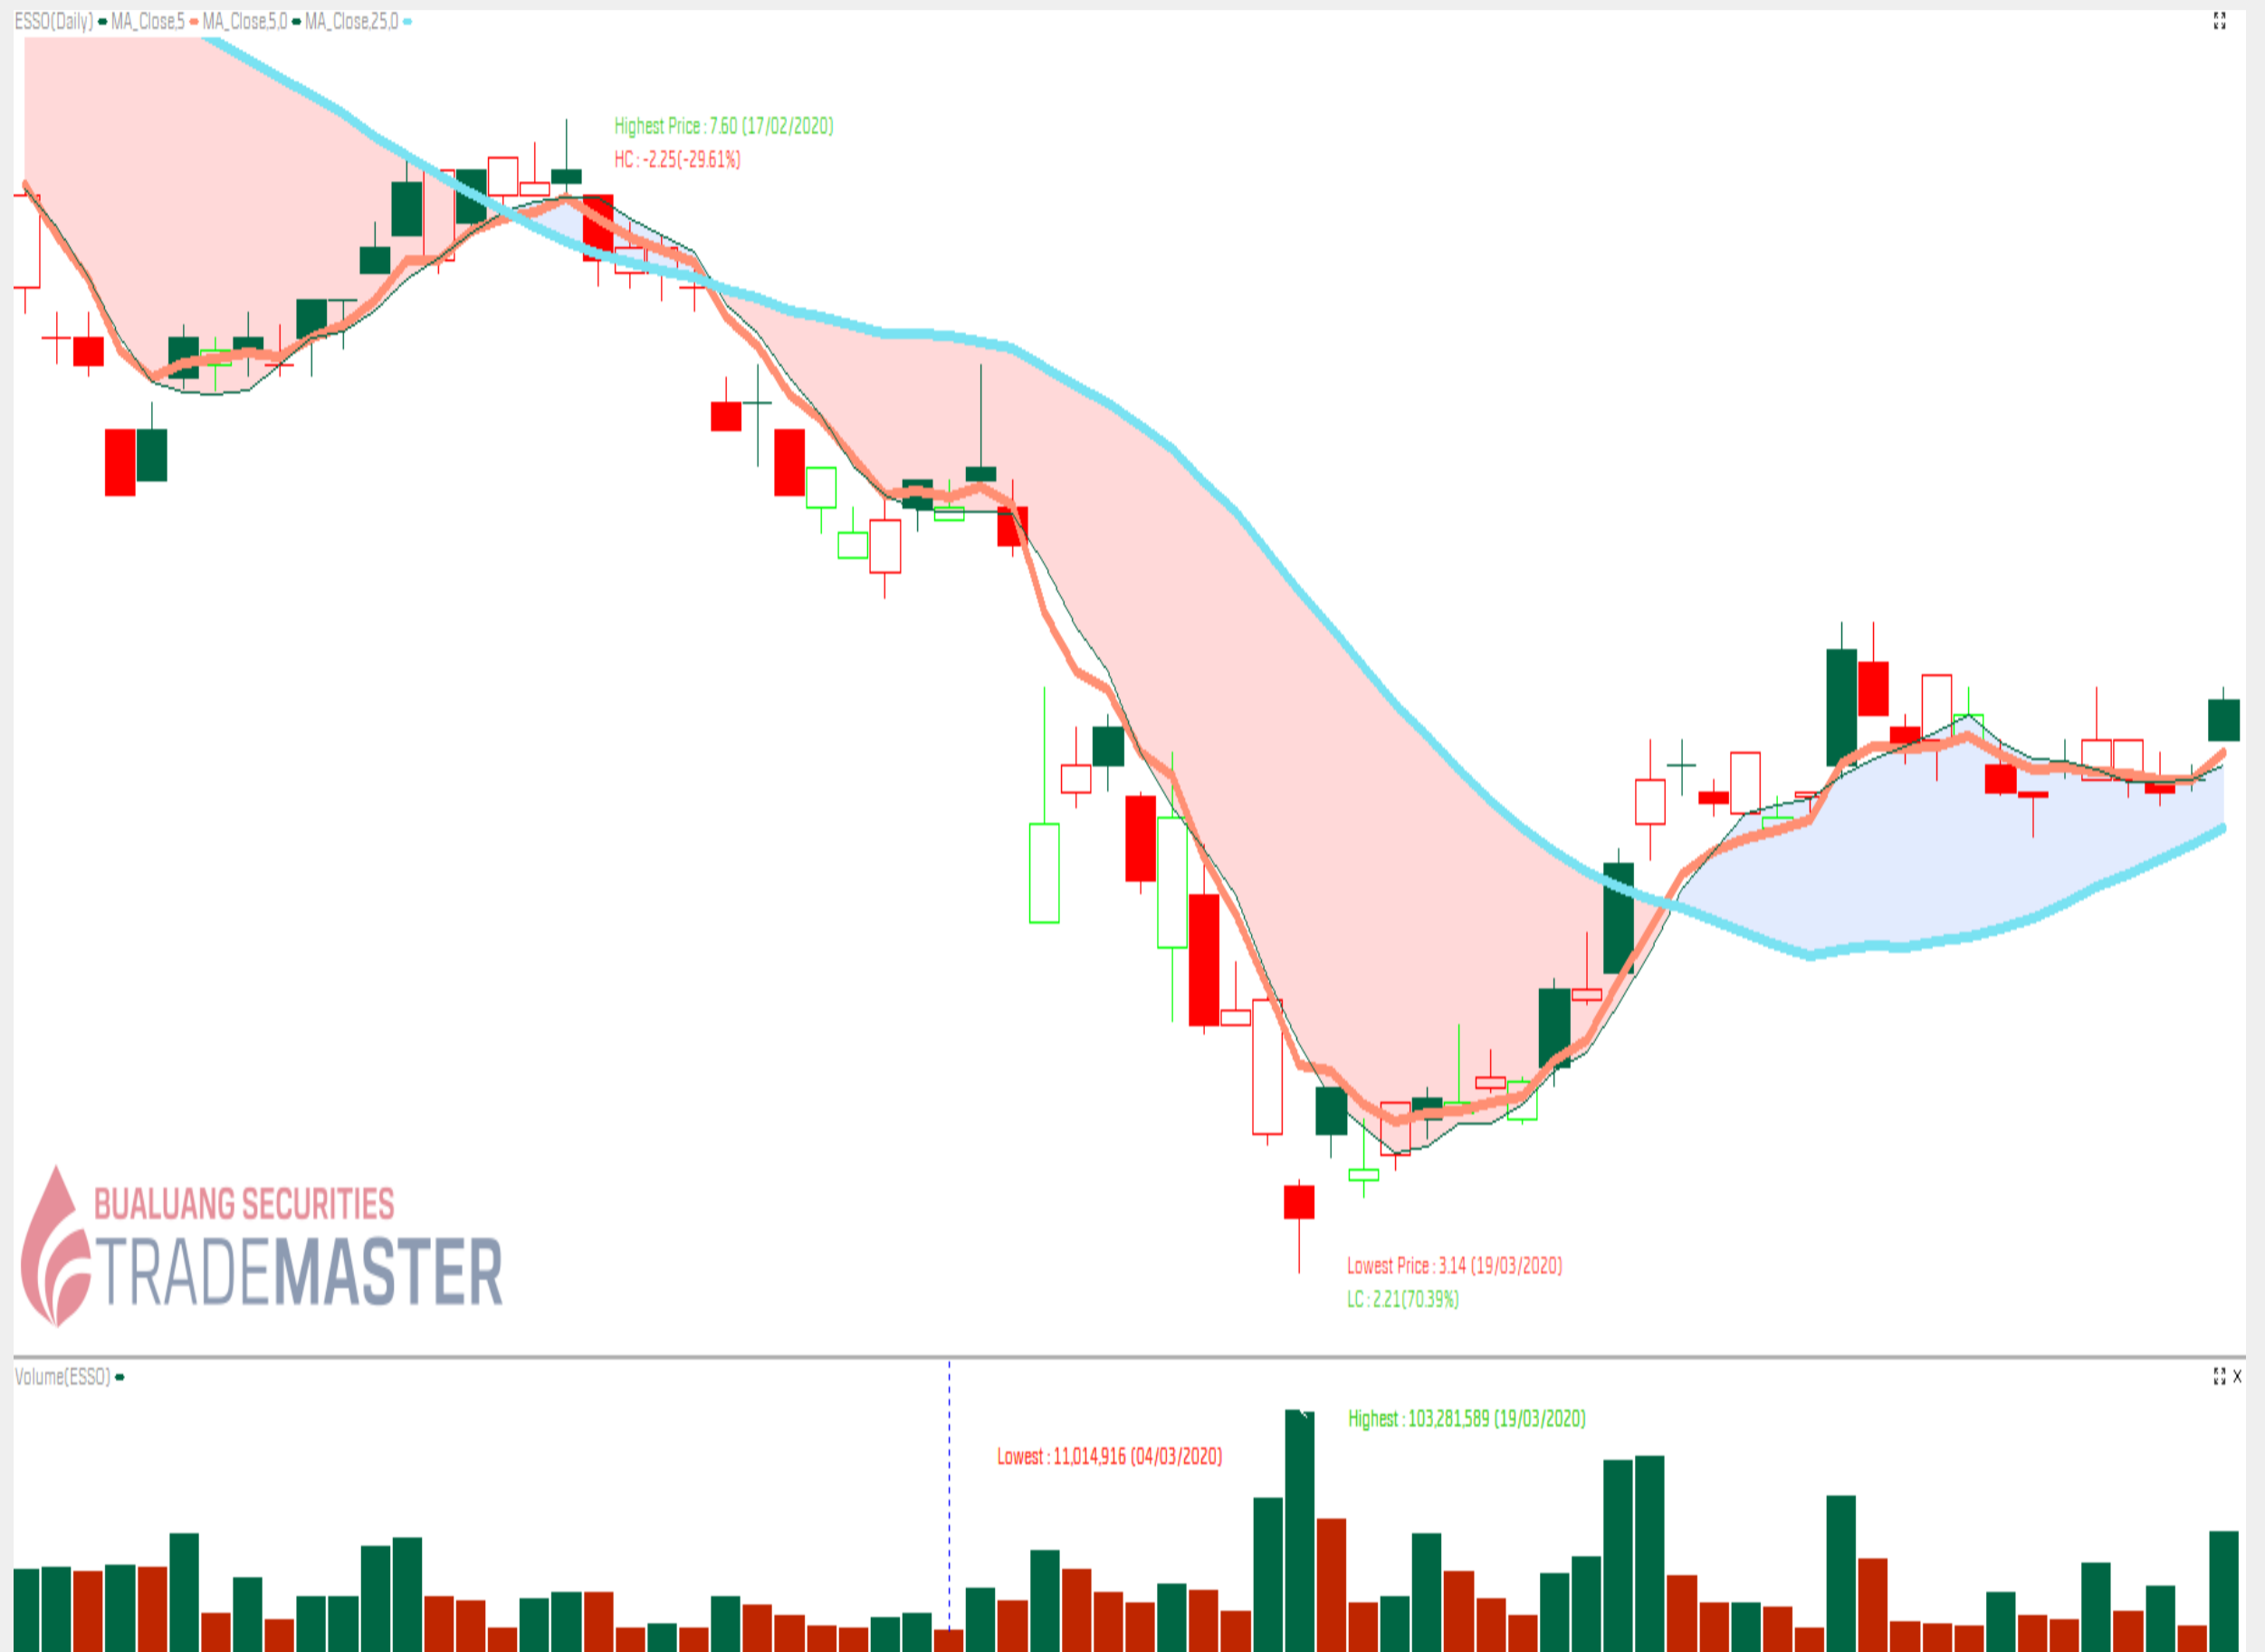 ESSO(Daily) MA_Close,5 MA_Close,5,0 MA_Close,25,0
Highest Price : 7.60 (17/02/2020)
HC : -2.25(-29.61%)
BUALUANG SECURITIES
TRADEMASTER
Lowest Price : 3.14 (19/03/2020)
LC : 2.21(70.39%)
Volume(ESSO)
Highest : 103,281,589 (19/03/2020)
Lowest : 11,014,916 (04/03/2020)